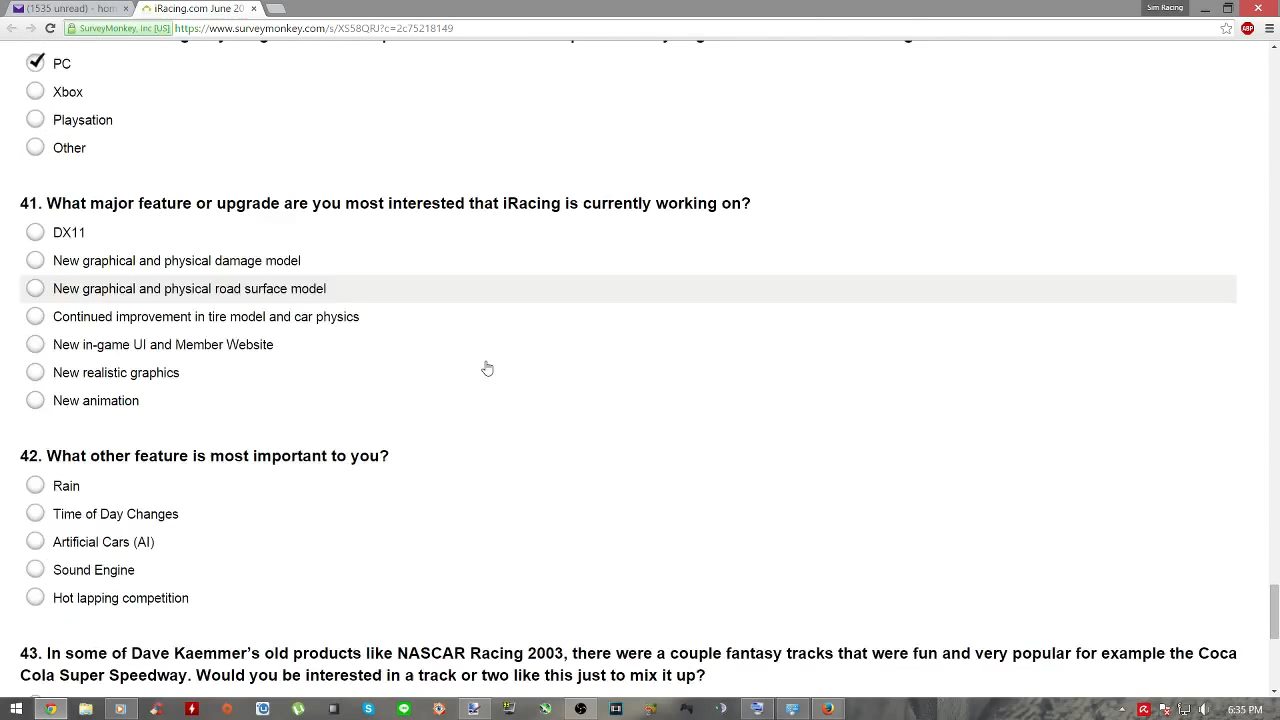 (1535 unread) - hom
iRacing.com June 20
Sim Racing
SurveyMonkey, Inc [US]
https://www.surveymonkey.com/s/XS58QRJ?c=2c75218149
ABP
PC
Xbox
Playsation
Other
41. What major feature or upgrade are you most interested that iRacing is currently working on?
DX11
New graphical and physical damage model
New graphical and physical road surface model
Continued improvement in tire model and car physics
New in-game UI and Member Website
New realistic graphics
New animation
42. What other feature is most important to you?
Rain
Time of Day Changes
Artificial Cars (AI)
Sound Engine
Hot lapping competition
43. In some of Dave Kaemmer's old products like NASCAR Racing 2003, there were a couple fantasy tracks that were fun and very popular for example the Coca
Cola Super Speedway. Would you be interested in a track or two like this just to mix it up?
6:35 PM